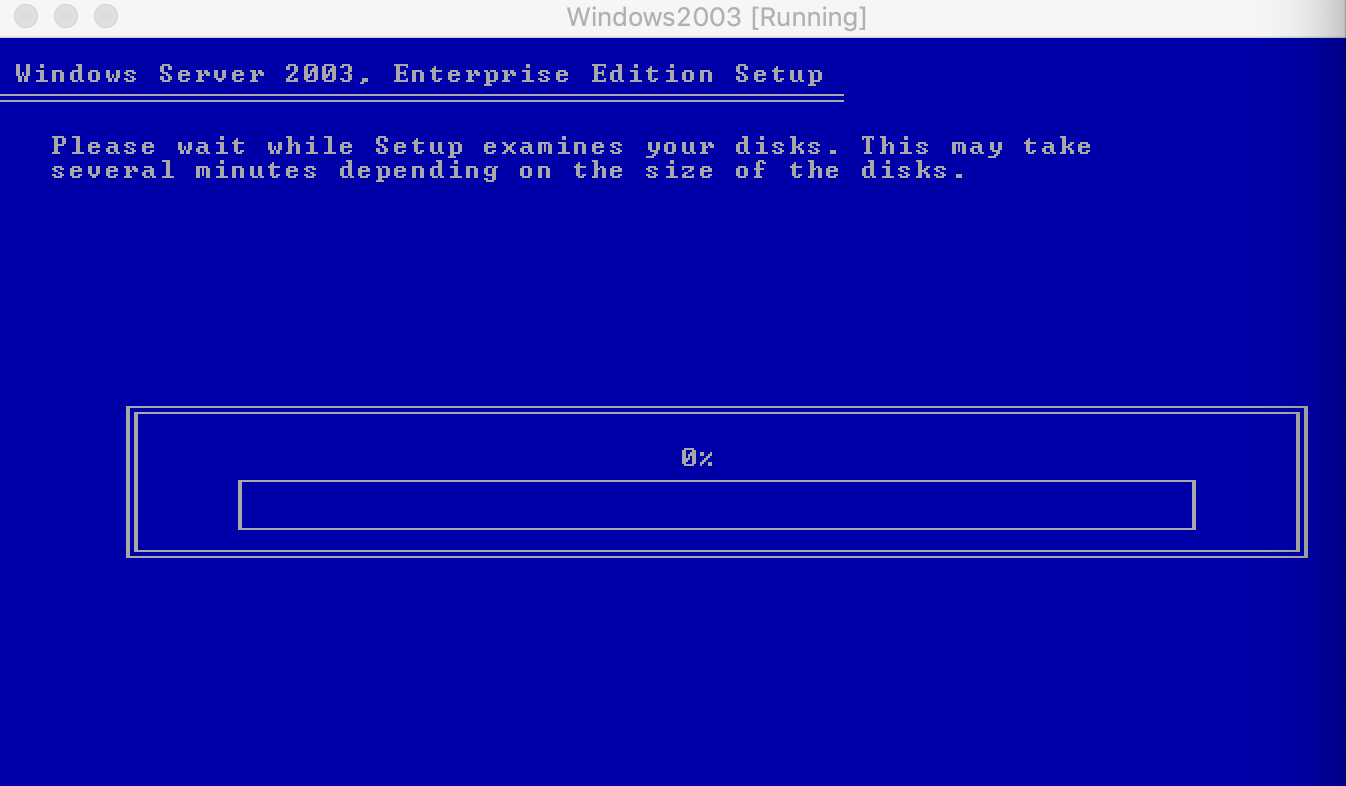 Windows2003 [Running]
Windows Server 2003, Enterprise Edition Setup
Please wait while Setup examines your disks. This may take
several minutes depending on the size of the disks.
0%